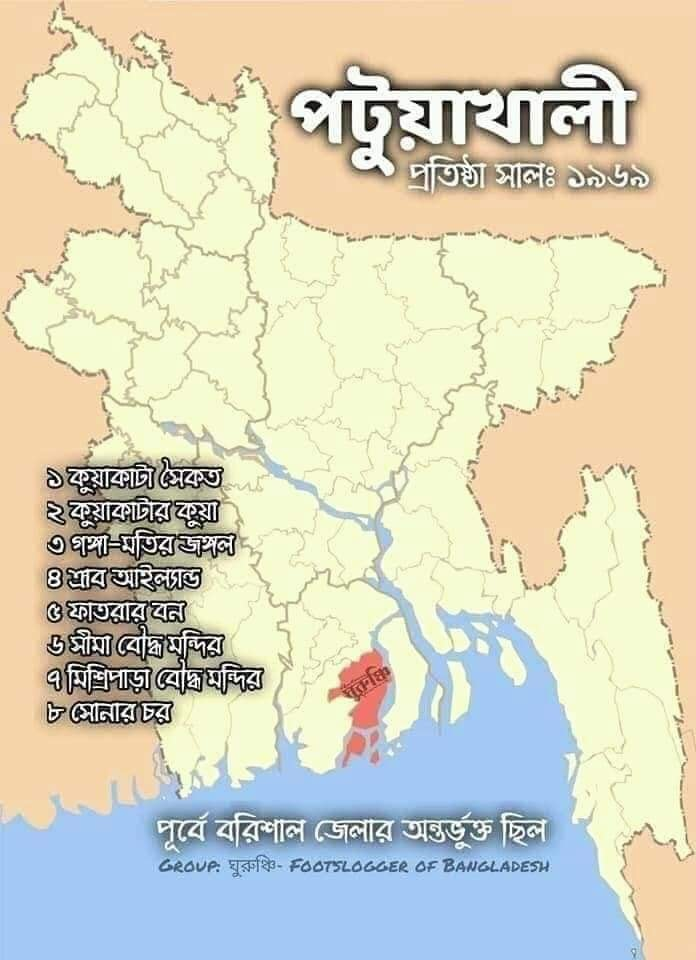 পটুয়াখালী
প্রতিষ্ঠা সালঃ ১৯৬৯
১ কুয়াকাটা সৈকত
২ কুয়াকাটার কুয়া
৩ গঙ্গা-মতির জঙ্গল
৪ শ্রাব আইল্যান্ড
৫ ফাতরার বন
৬ সীমা বৌদ্ধ মন্দির
৭ মিশ্রিপাড়া বৌদ্ধ মন্দির
৮ সোনার চর
ঘুরুঞ্চি
পূর্বে বরিশাল জেলার অন্তর্ভুক্ত ছিল
GROUP: ঘুরুঞ্চি- FOOTSLOGGER OF BANGLADESH